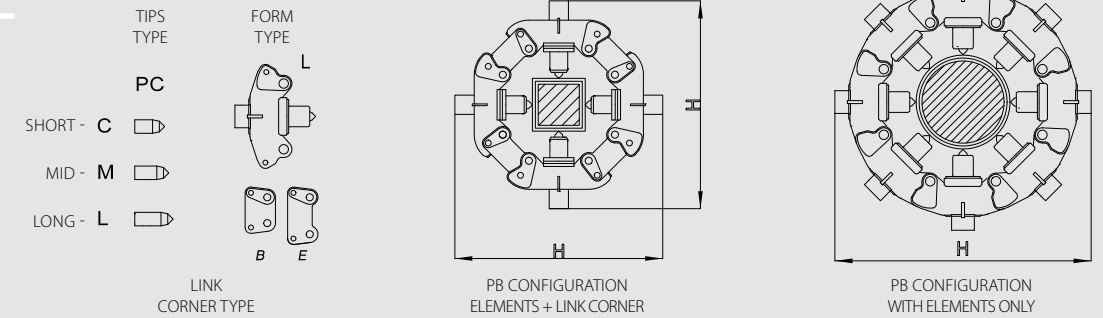 TIPS
TYPE
FORM
TYPE
L
PC
SHORT - C
MID - M
LONG - L
B E
LINK
CORNER TYPE
H
H
PB CONFIGURATION
ELEMENTS + LINK CORNER
H
PB CONFIGURATION
WITH ELEMENTS ONLY